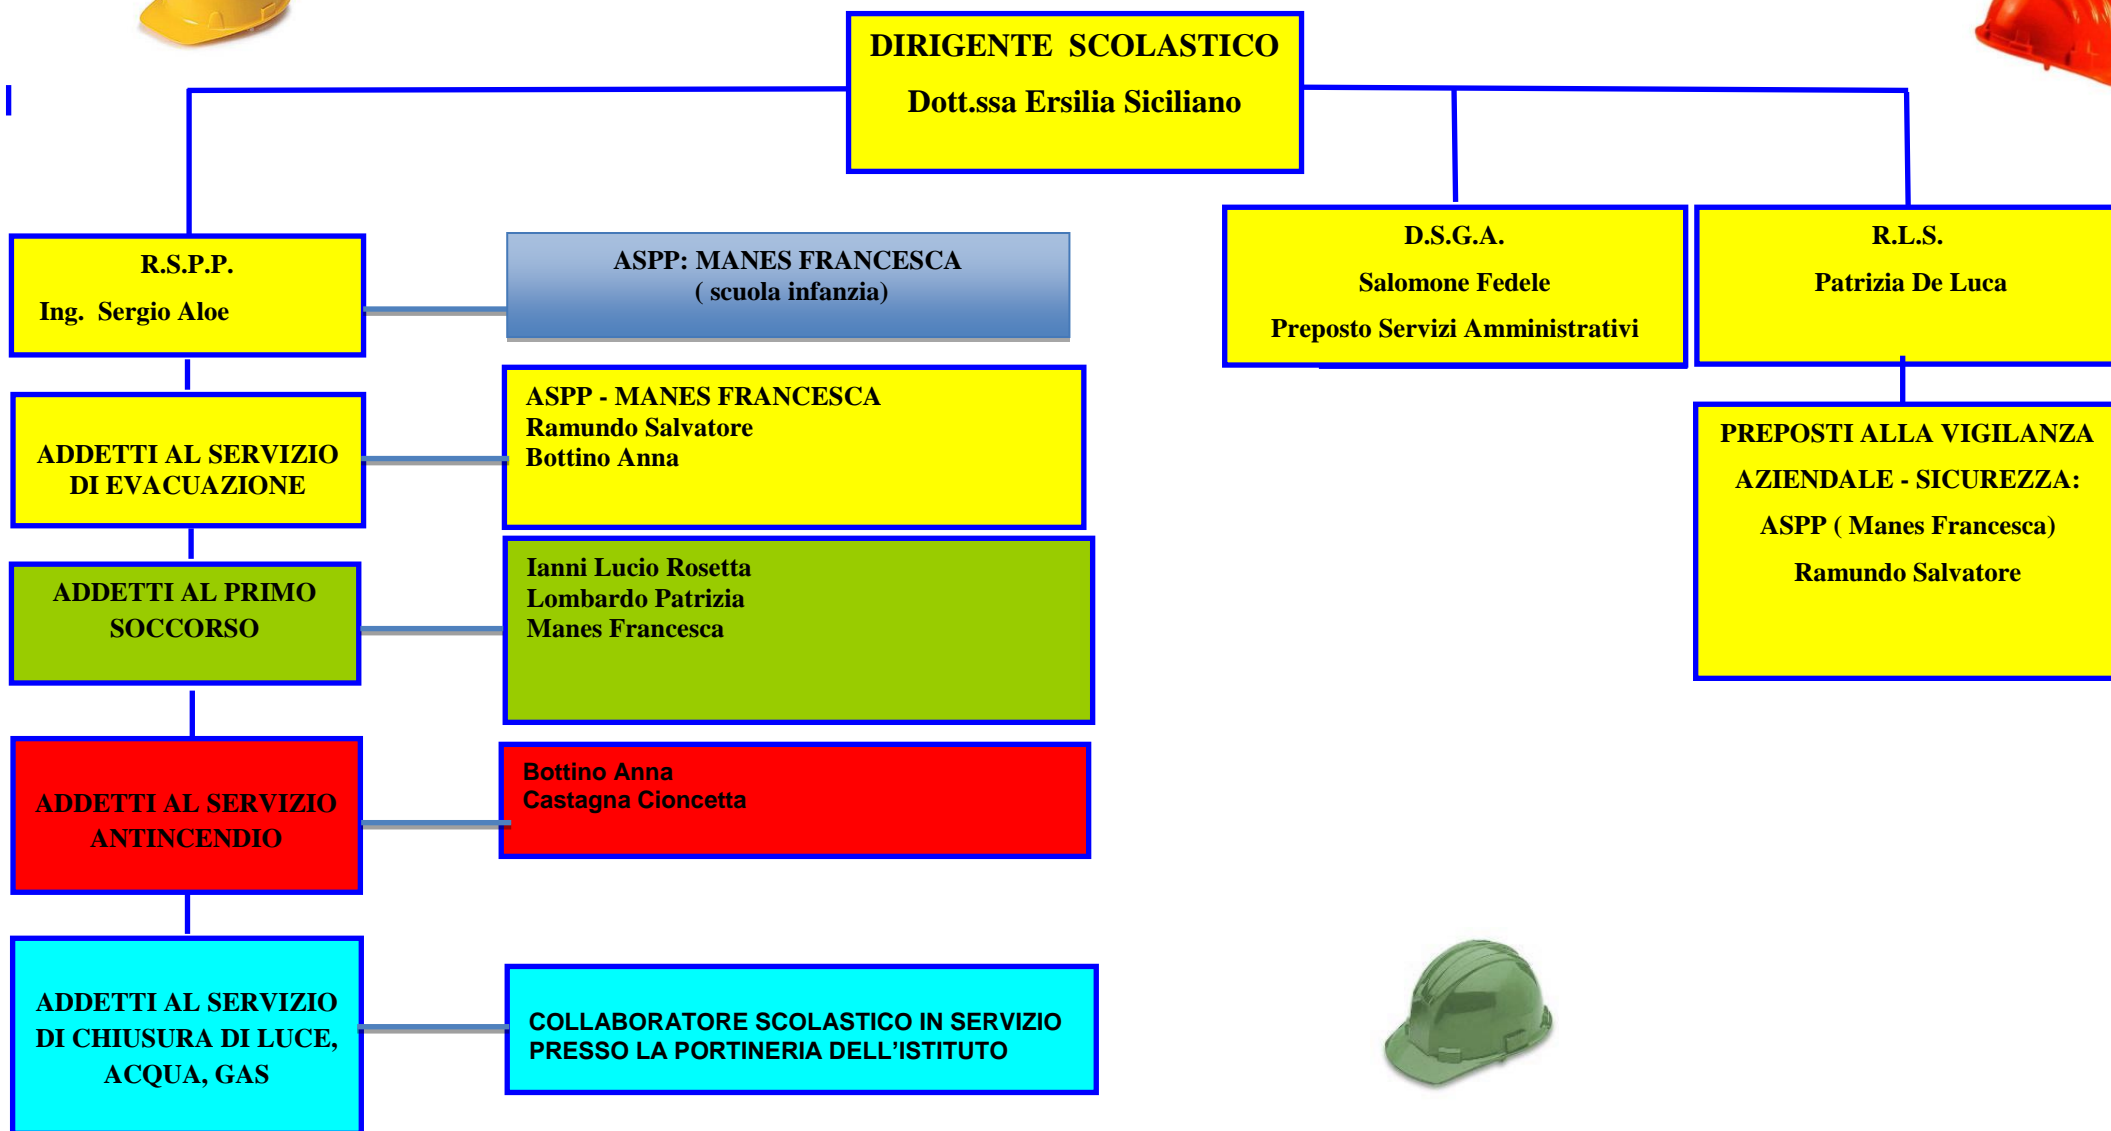 DIRIGENTE SCOLASTICO
Dott.ssa Ersilia Siciliano
R.S.P.P.
Ing. Sergio Aloe
ASPP: MANES FRANCESCA
( scuola infanzia)
D.S.G.A.
Salomone Fedele
Preposto Servizi Amministrativi
R.L.S.
Patrizia De Luca
ADDETTI AL SERVIZIO
DI EVACUAZIONE
ASPP - MANES FRANCESCA
Ramundo Salvatore
Bottino Anna
PREPOSTI ALLA VIGILANZA
AZIENDALE - SICUREZZA:
ASPP ( Manes Francesca)
Ramundo Salvatore
ADDETTI AL PRIMO
SOCCORSO
Ianni Lucio Rosetta
Lombardo Patrizia
Manes Francesca
ADDETTI AL SERVIZIO
ANTINCENDIO
Bottino Anna
Castagna Cioncetta
ADDETTI AL SERVIZIO
DI CHIUSURA DI LUCE,
ACQUA, GAS
COLLABORATORE SCOLASTICO IN SERVIZIO
PRESSO LA PORTINERIA DELL’ISTITUTO